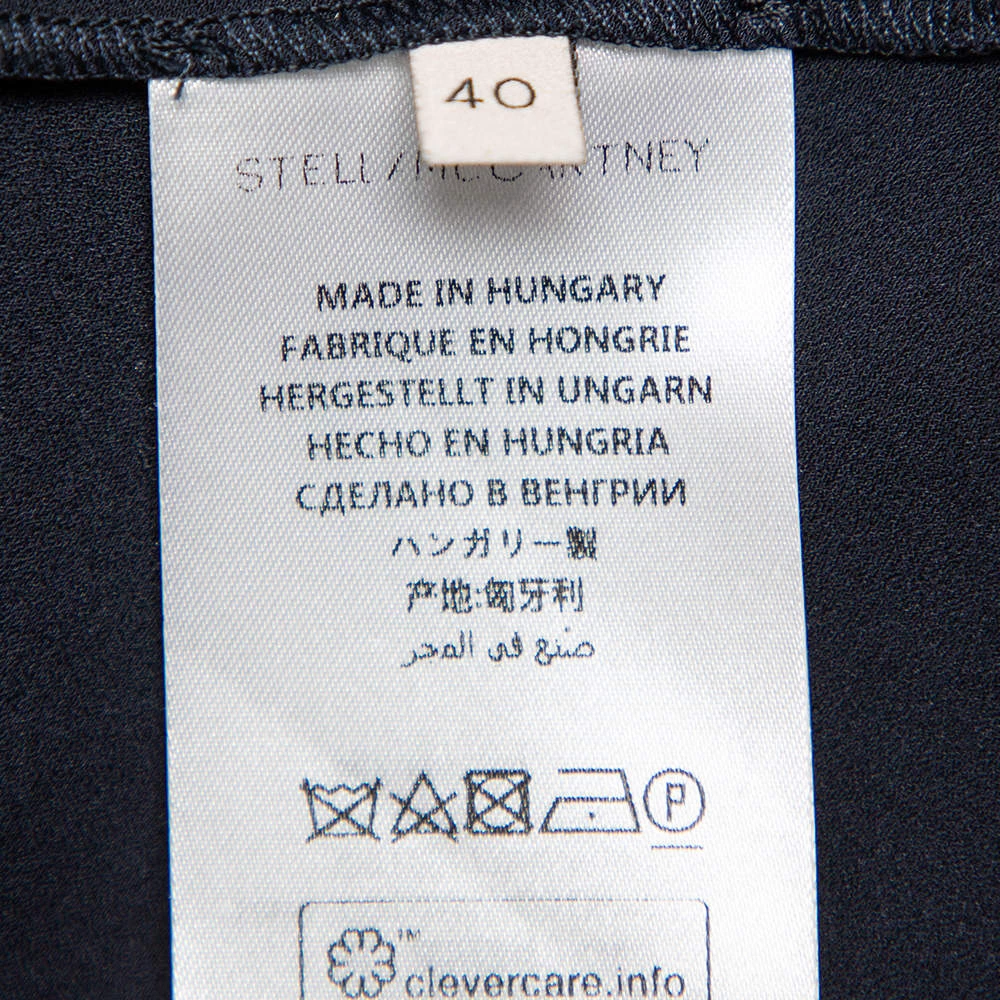 40
STELLA McCARTNEY
MADE IN HUNGARY
FABRIQUE EN HONGRIE
HERGESTELLT IN UNGARN
HECHO EN HUNGRIA
СДЕЛАНО В ВЕНГРИИ
ハンガリー製
产地:匈牙利
صنع في المجر
P
™
clevercare.info